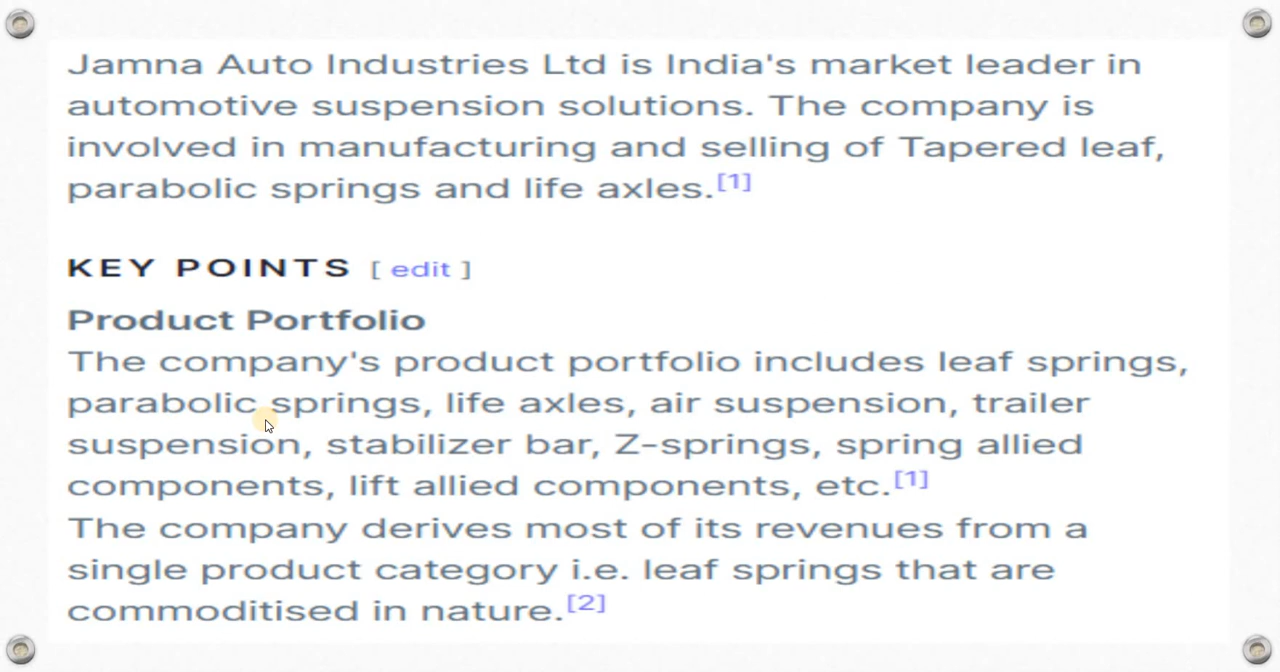 Jamna Auto Industries Ltd is India's market leader in
automotive suspension solutions. The company is
involved in manufacturing and selling of Tapered leaf,
parabolic springs and life axles.[1]
KEY POINTS [ edit ]
Product Portfolio
The company's product portfolio includes leaf springs,
parabolic springs, life axles, air suspension, trailer
suspension, stabilizer bar, Z-springs, spring allied
components, lift allied components, etc.[1]
The company derives most of its revenues from a
single product category i.e. leaf springs that are
commoditised in nature.[2]